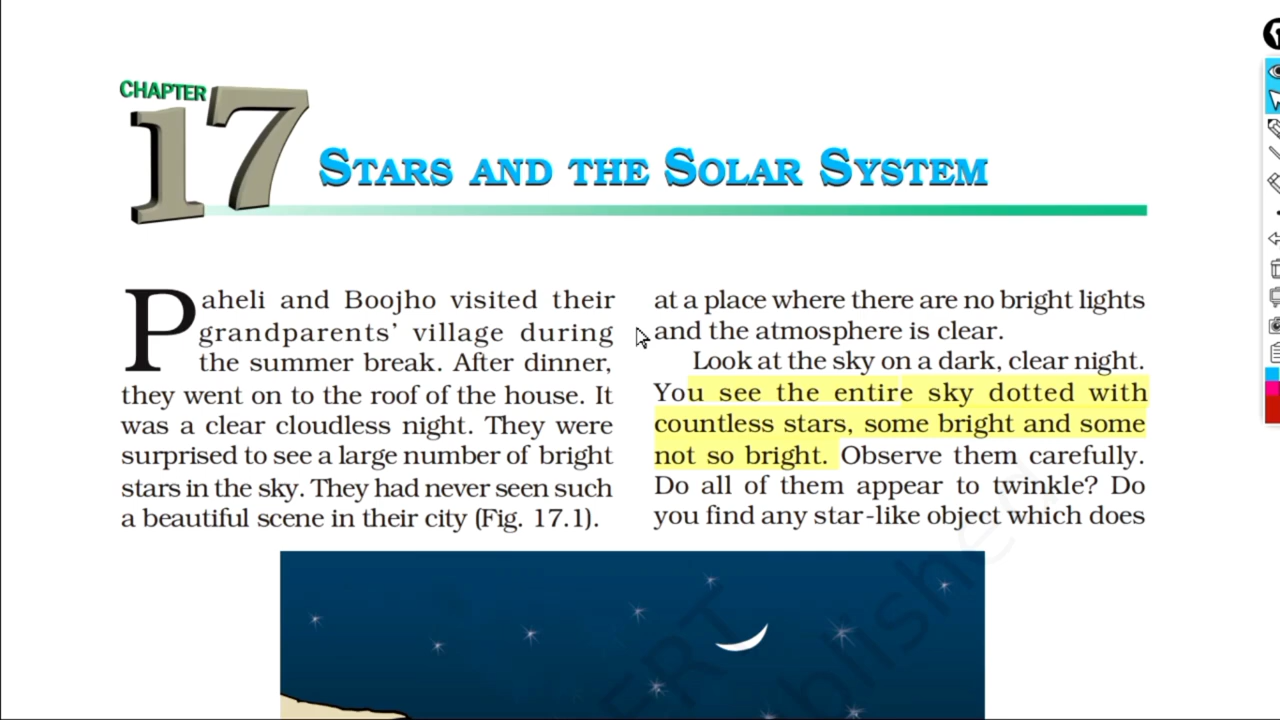 CHAPTER
17
STARS AND THE SOLAR SYSTEM
Paheli and Boojho visited their
grandparents’ village during
the summer break. After dinner,
they went on to the roof of the house. It
was a clear cloudless night. They were
surprised to see a large number of bright
stars in the sky. They had never seen such
a beautiful scene in their city (Fig. 17.1).
at a place where there are no bright lights
and the atmosphere is clear.
Look at the sky on a dark, clear night.
You see the entire sky dotted with
countless stars, some bright and some
not so bright. Observe them carefully.
Do all of them appear to twinkle? Do
you find any star-like object which does